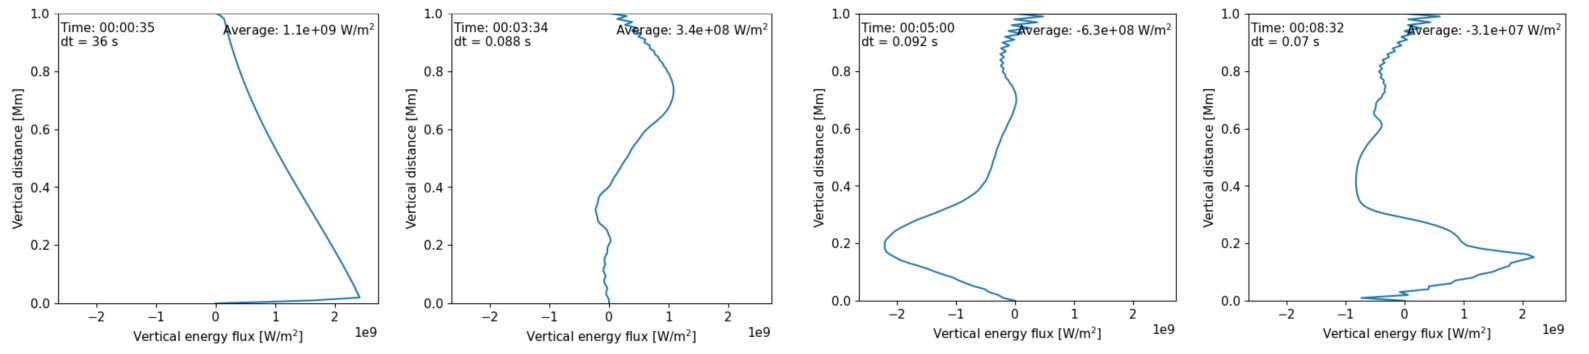 Time: 00:00:35
dt = 36 s
Average: 1.1e+09 W/m²
1.0
0.8
0.6
0.4
0.2
0.0
Vertical distance [Mm]
−2
−1
0
1
2
1e9
Vertical energy flux [W/m²]
Time: 00:03:34
dt = 0.088 s
Average: 3.4e+08 W/m²
1.0
0.8
0.6
0.4
0.2
0.0
Vertical distance [Mm]
−2
−1
0
1
2
1e9
Vertical energy flux [W/m²]
Time: 00:05:00
dt = 0.092 s
Average: -6.3e+08 W/m²
1.0
0.8
0.6
0.4
0.2
0.0
Vertical distance [Mm]
−2
−1
0
1
2
1e9
Vertical energy flux [W/m²]
Time: 00:08:32
dt = 0.07 s
Average: -3.1e+07 W/m²
1.0
0.8
0.6
0.4
0.2
0.0
Vertical distance [Mm]
−2
−1
0
1
2
1e9
Vertical energy flux [W/m²]